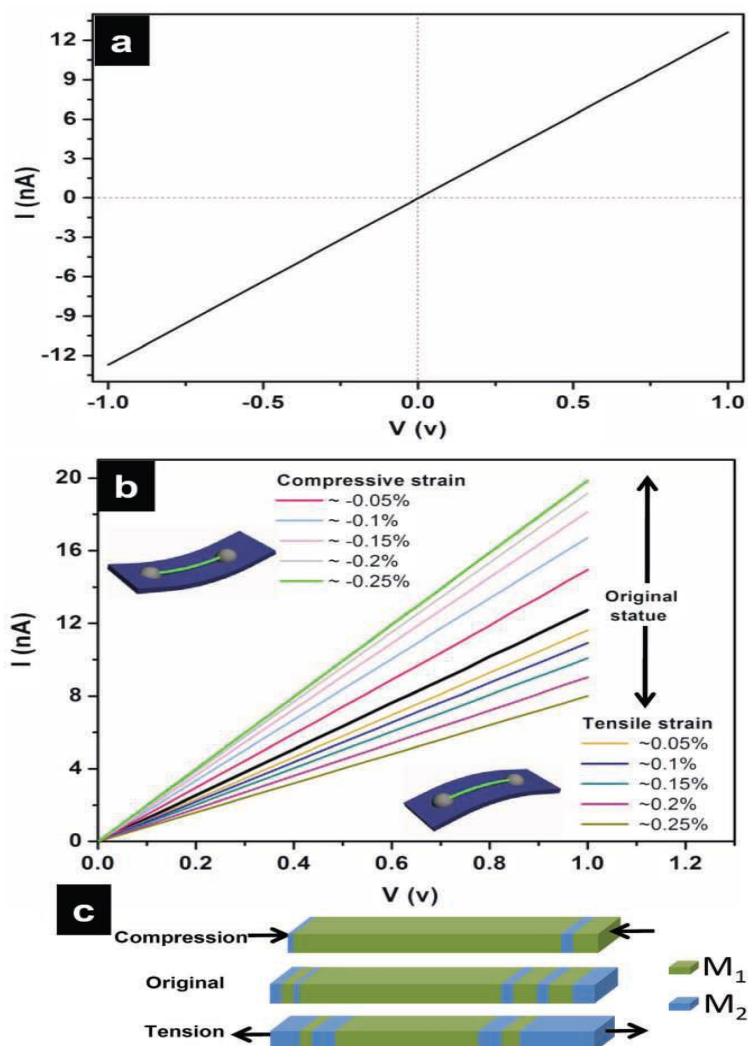 a
12
9
6
3
0
-3
-6
-9
-12
I (nA)
-1.0 -0.5 0.0 0.5 1.0
V (v)
b
20
16
12
8
4
0
I (nA)
Compressive strain
~ -0.05%
~ -0.1%
~ -0.15%
~ -0.2%
~ -0.25%
Original
statue
Tensile strain
~0.05%
~0.1%
~0.15%
~0.2%
~0.25%
0.0 0.2 0.4 0.6 0.8 1.0 1.2
V (v)
c
Compression
Original
Tension
M₁
M₂